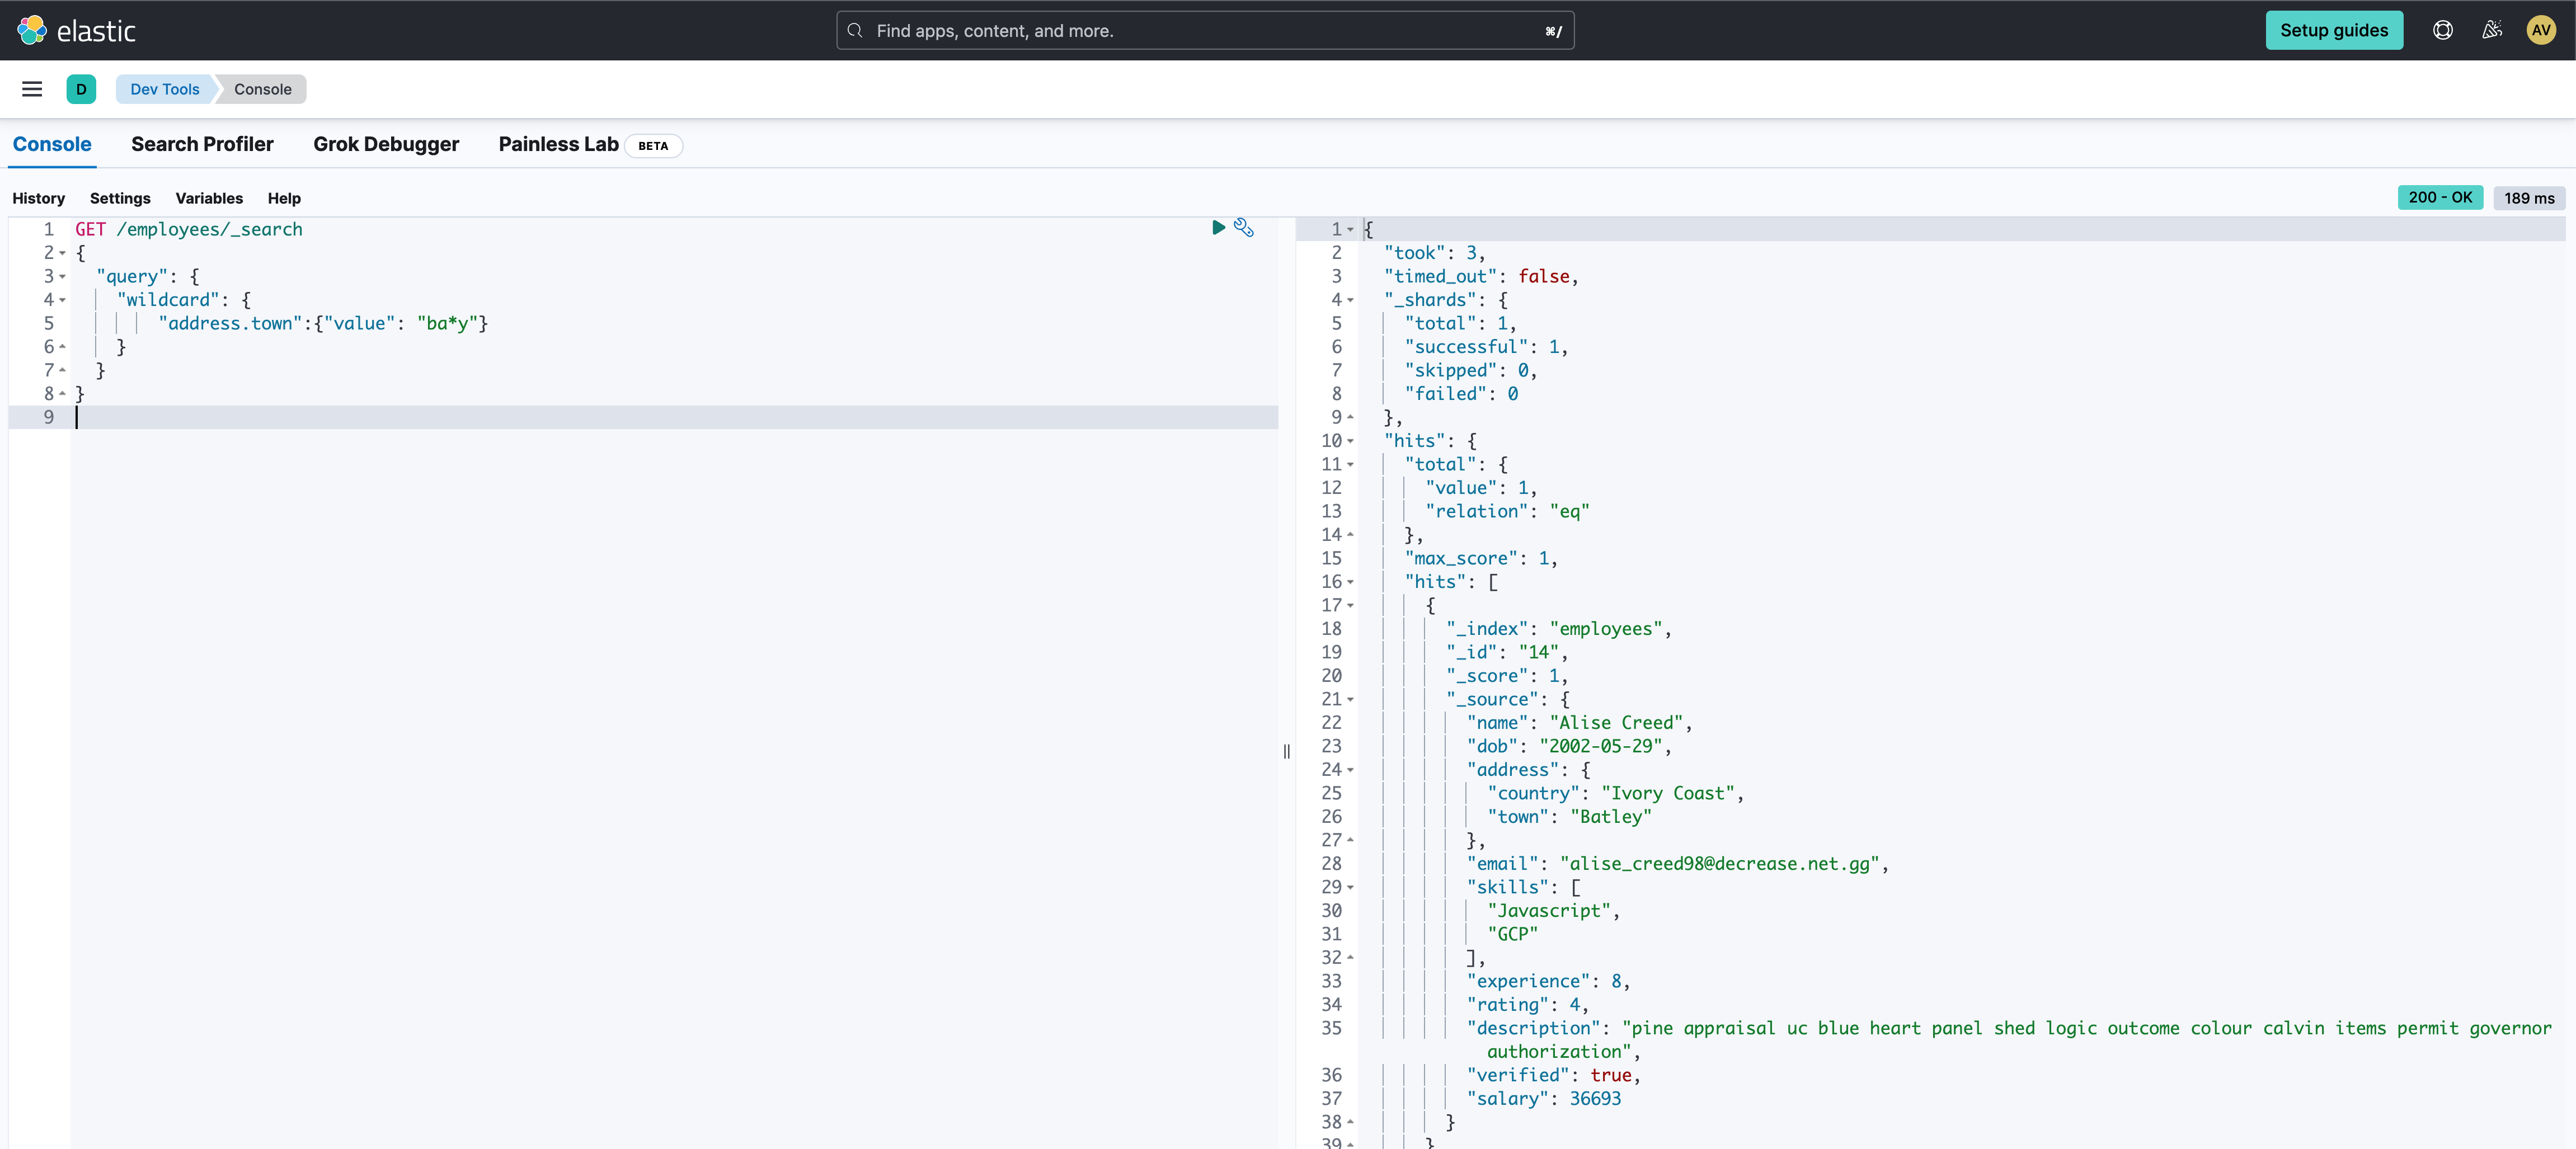 elastic
Find apps, content, and more.
⌘/
Setup guides
AV
D
Dev Tools
Console
Console
Search Profiler
Grok Debugger
Painless Lab
BETA
History
Settings
Variables
Help
200 - OK
189 ms
1 GET /employees/_search
2 {
3 "query": {
4 "wildcard": {
5 "address.town":{"value": "ba*y"}
6 }
7 }
8 }
9
1 {
2 "took": 3,
3 "timed_out": false,
4 "_shards": {
5 "total": 1,
6 "successful": 1,
7 "skipped": 0,
8 "failed": 0
9 },
10 "hits": {
11 "total": {
12 "value": 1,
13 "relation": "eq"
14 },
15 "max_score": 1,
16 "hits": [
17 {
18 "_index": "employees",
19 "_id": "14",
20 "_score": 1,
21 "_source": {
22 "name": "Alise Creed",
23 "dob": "2002-05-29",
24 "address": {
25 "country": "Ivory Coast",
26 "town": "Batley"
27 },
28 "email": "alise_creed98@decrease.net.gg",
29 "skills": [
30 "Javascript",
31 "GCP"
32 ],
33 "experience": 8,
34 "rating": 4,
35 "description": "pine appraisal uc blue heart panel shed logic outcome colour calvin items permit governor
authorization",
36 "verified": true,
37 "salary": 36693
38 }
39 }